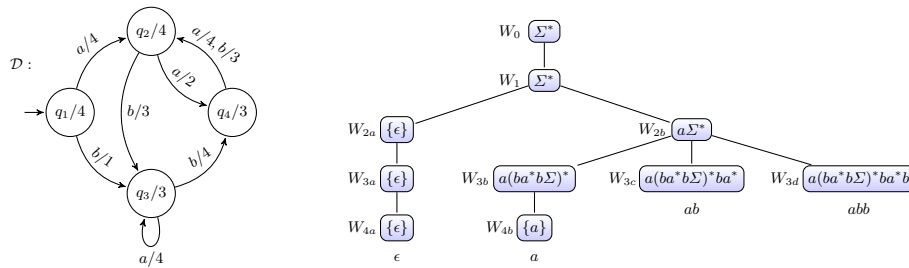 𝒟 :
q₁/4
q₂/4
q₃/3
q₄/3
a/4
b/1
b/3
a/2
a/4, b/3
b/4
a/4
W₀ Σ*
W₁ Σ*
W₂ₐ {ϵ} W₂b aΣ*
W₃ₐ {ϵ} W₃b a(ba*bΣ)* W₃c a(ba*bΣ)*ba* W₃d a(ba*bΣ)*ba*b
W₄ₐ {ϵ} W₄b {a} ab abb
ϵ a